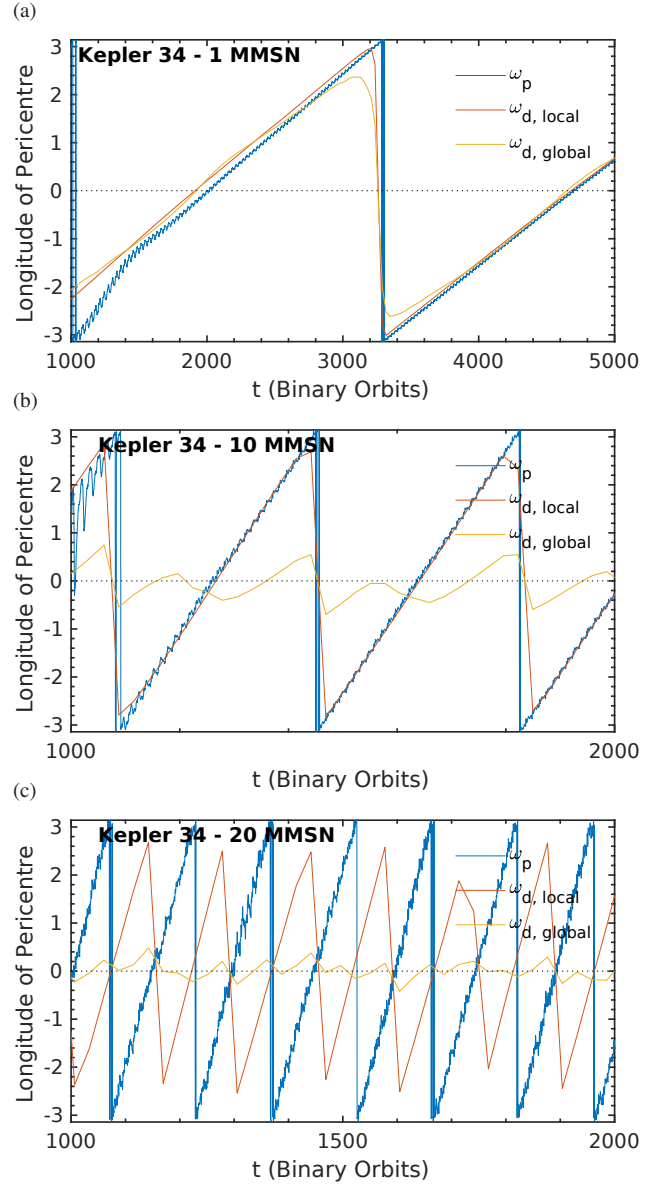 (a)
Kepler 34 - 1 MMSN
3
2
1
0
-1
-2
-3
Longitude of Pericentre
ω_p
ω_d, local
ω_d, global
1000 2000 3000 4000 5000
t (Binary Orbits)
(b)
Kepler 34 - 10 MMSN
3
2
1
0
-1
-2
-3
Longitude of Pericentre
ω_p
ω_d, local
ω_d, global
1000 2000
t (Binary Orbits)
(c)
Kepler 34 - 20 MMSN
3
2
1
0
-1
-2
-3
Longitude of Pericentre
ω_p
ω_d, local
ω_d, global
1000 1500 2000
t (Binary Orbits)